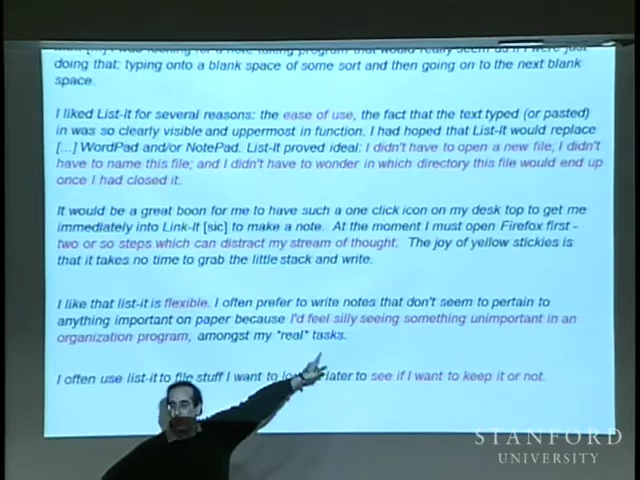 doing that: typing onto a blank space of some sort and then going on to the next blank
space.
I liked List-It for several reasons: the ease of use, the fact that the text typed (or pasted)
in was so clearly visible and uppermost in function. I had hoped that List-It would replace
[...] WordPad and/or NotePad. List-It proved ideal: I didn't have to open a new file; I didn't
have to name this file; and I didn't have to wonder in which directory this file would end up
once I had closed it.
It would be a great boon for me to have such a one click icon on my desk top to get me
immediately into Link-It [sic] to make a note. At the moment I must open Firefox first -
two or so steps which can distract my stream of thought. The joy of yellow stickies is
that it takes no time to grab the little stack and write.
I like that list-it is flexible. I often prefer to write notes that don't seem to pertain to
anything important on paper because I'd feel silly seeing something unimportant in an
organization program, amongst my "real" tasks.
I often use list-it to file stuff I want to later to see if I want to keep it or not.
STANFORD
UNIVERSITY